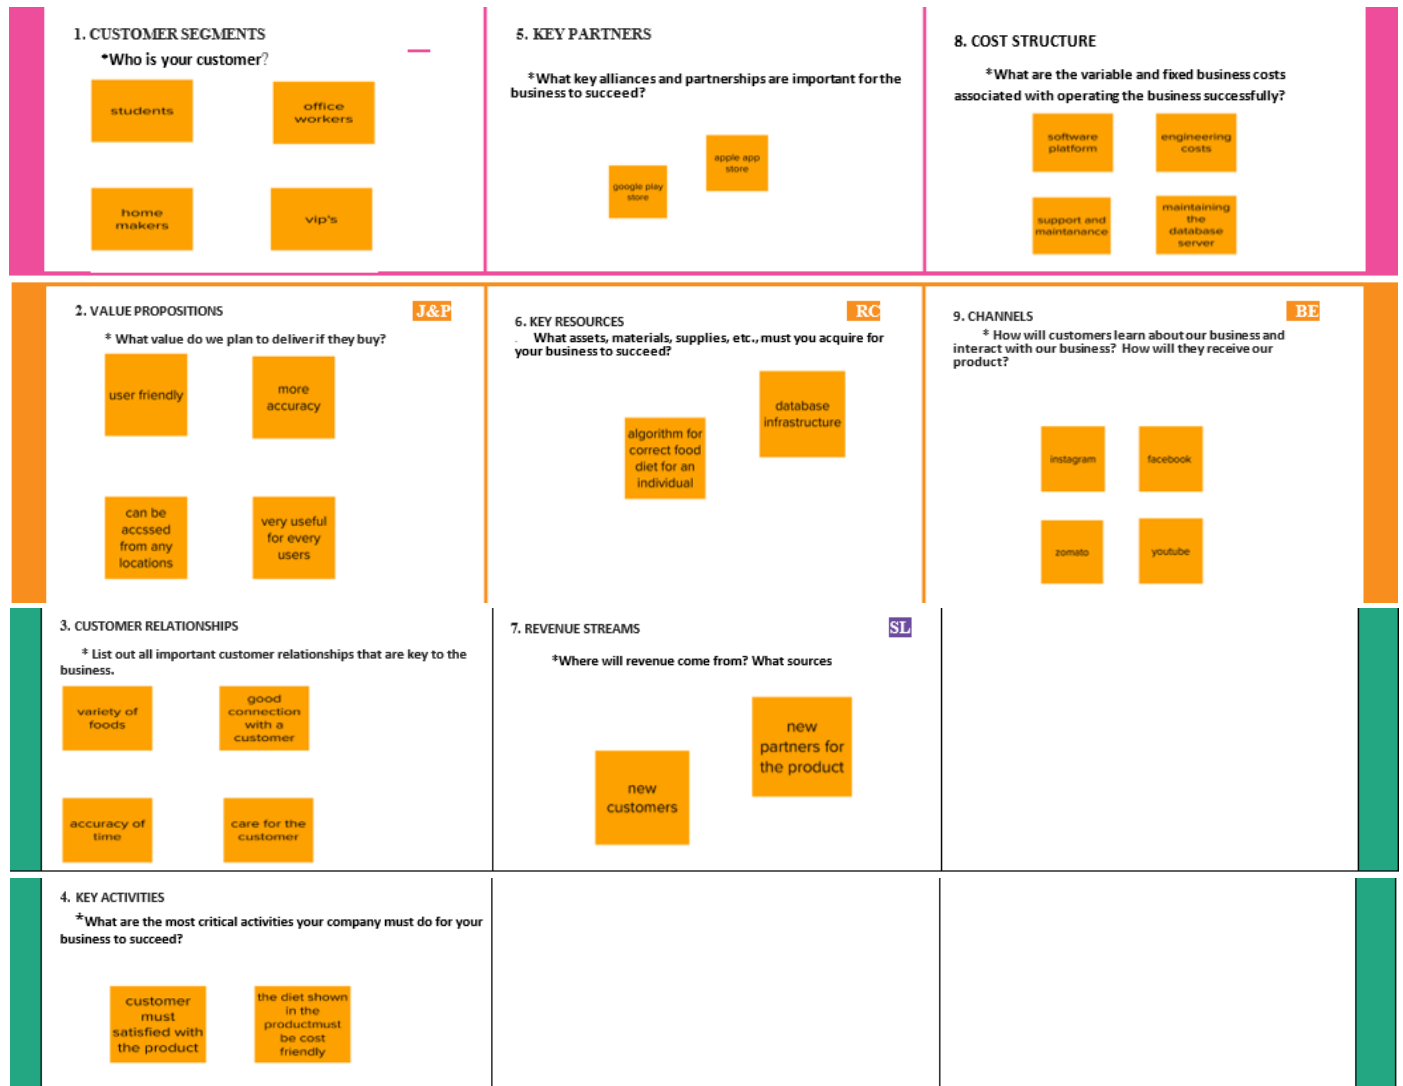 1. CUSTOMER SEGMENTS
*Who is your customer?
students
office
workers
home
makers
vip's
5. KEY PARTNERS
*What key alliances and partnerships are important for the
business to succeed?
google play
store
apple app
store
8. COST STRUCTURE
*What are the variable and fixed business costs
associated with operating the business successfully?
software
platform
engineering
costs
support and
maintanance
maintaining
the
database
server
2. VALUE PROPOSITIONS
J&P
* What value do we plan to deliver if they buy?
user friendly
more
accuracy
can be
accssed
from any
locations
very useful
for every
users
6. KEY RESOURCES
RC
What assets, materials, supplies, etc., must you acquire for
your business to succeed?
algorithm for
correct food
diet for an
individual
database
infrastructure
9. CHANNELS
BE
* How will customers learn about our business and
interact with our business? How will they receive our
product?
instagram
facebook
zomato
youtube
3. CUSTOMER RELATIONSHIPS
* List out all important customer relationships that are key to the
business.
variety of
foods
good
connection
with a
customer
accuracy of
time
care for the
customer
7. REVENUE STREAMS
SL
*Where will revenue come from? What sources
new
customers
new
partners for
the product
4. KEY ACTIVITIES
*What are the most critical activities your company must do for your
business to succeed?
customer
must
satisfied with
the product
the diet shown
in the
productmust
be cost
friendly